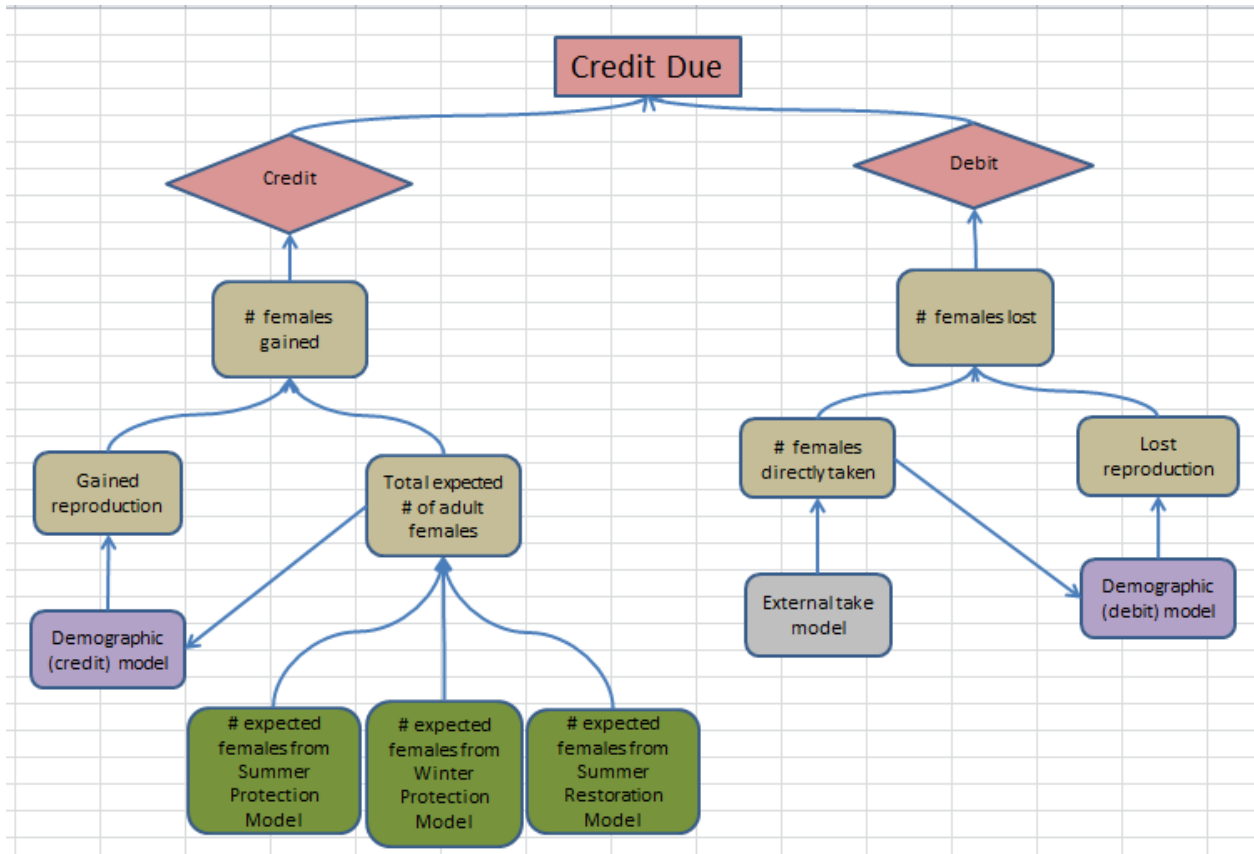 Credit Due
Credit
Debit
# females
gained
# females lost
Gained
reproduction
Total expected
# of adult
females
# females
directly taken
Lost
reproduction
Demographic
(credit) model
External take
model
Demographic
(debit) model
# expected
females from
Summer
Protection
Model
# expected
females from
Winter
Protection
Model
# expected
females from
Summer
Restoration
Model